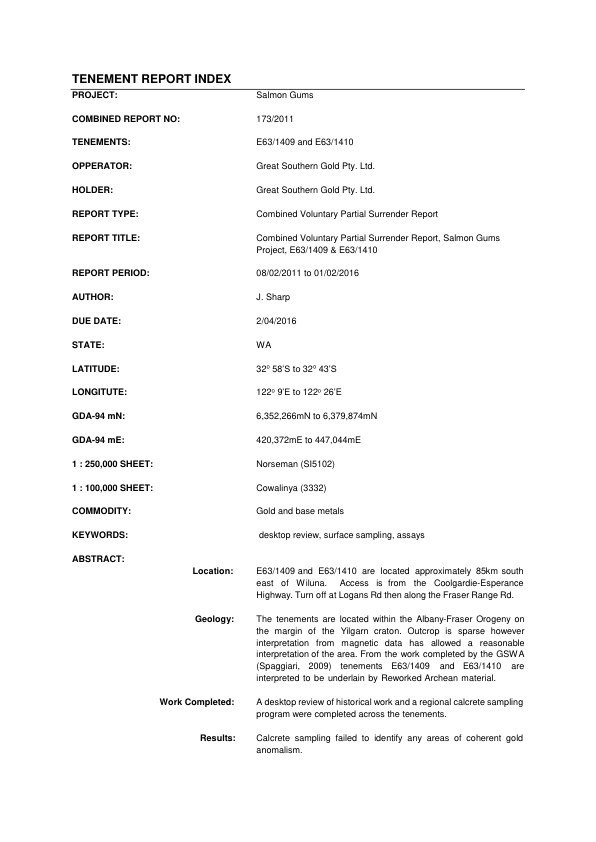 TENEMENT REPORT INDEX
PROJECT: Salmon Gums
COMBINED REPORT NO: 173/2011
TENEMENTS: E63/1409 and E63/1410
OPPERATOR: Great Southern Gold Pty. Ltd.
HOLDER: Great Southern Gold Pty. Ltd.
REPORT TYPE: Combined Voluntary Partial Surrender Report
REPORT TITLE: Combined Voluntary Partial Surrender Report, Salmon Gums
Project, E63/1409 & E63/1410
REPORT PERIOD: 08/02/2011 to 01/02/2016
AUTHOR: J. Sharp
DUE DATE: 2/04/2016
STATE: WA
LATITUDE: 32º 58'S to 32º 43'S
LONGITUTE: 122º 9'E to 122º 26'E
GDA-94 mN: 6,352,266mN to 6,379,874mN
GDA-94 mE: 420,372mE to 447,044mE
1 : 250,000 SHEET: Norseman (SI5102)
1 : 100,000 SHEET: Cowalinya (3332)
COMMODITY: Gold and base metals
KEYWORDS: desktop review, surface sampling, assays
ABSTRACT:
Location: E63/1409 and E63/1410 are located approximately 85km south
east of Wiluna. Access is from the Coolgardie-Esperance
Highway. Turn off at Logans Rd then along the Fraser Range Rd.
Geology: The tenements are located within the Albany-Fraser Orogeny on
the margin of the Yilgarn craton. Outcrop is sparse however
interpretation from magnetic data has allowed a reasonable
interpretation of the area. From the work completed by the GSWA
(Spaggiari, 2009) tenements E63/1409 and E63/1410 are
interpreted to be underlain by Reworked Archean material.
Work Completed: A desktop review of historical work and a regional calcrete sampling
program were completed across the tenements.
Results: Calcrete sampling failed to identify any areas of coherent gold
anomalism.